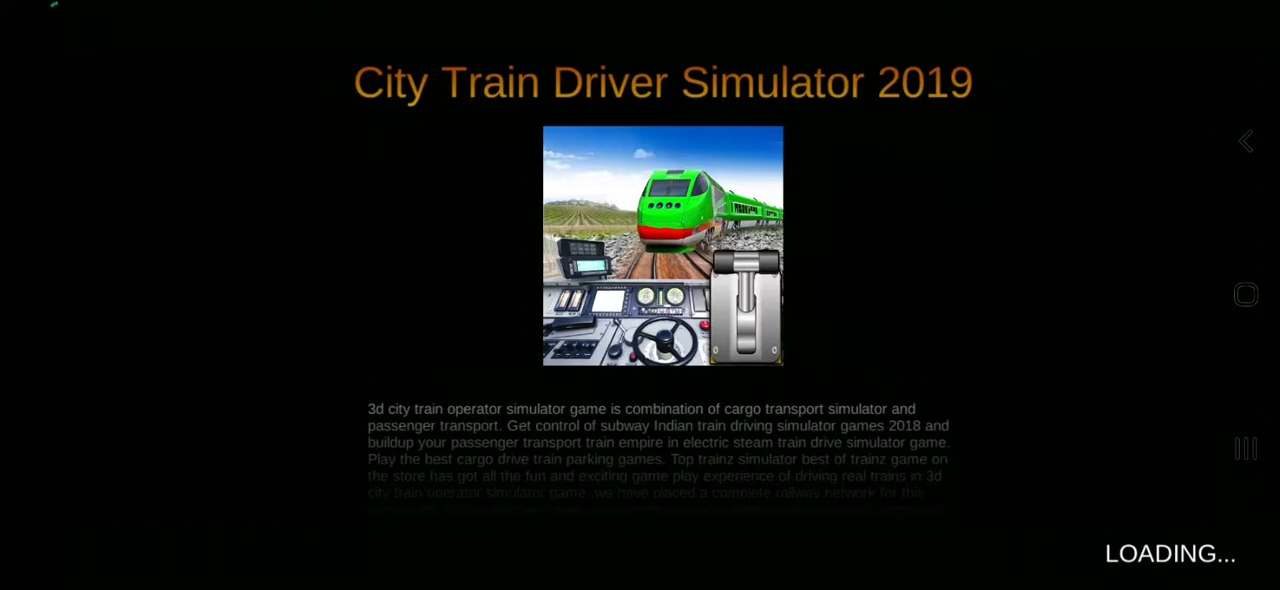 City Train Driver Simulator 2019
3d city train operator simulator game is combination of cargo transport simulator and
passenger transport. Get control of subway Indian train driving simulator games 2018 and
buildup your passenger transport train empire in electric steam train drive simulator game.
Play the best cargo drive train parking games. Top trainz simulator best of trainz game on
the store has got all the fun and exciting game play experience of driving real trains in 3d
city train operator simulator game, we have placed a complete railway network for this
LOADING...